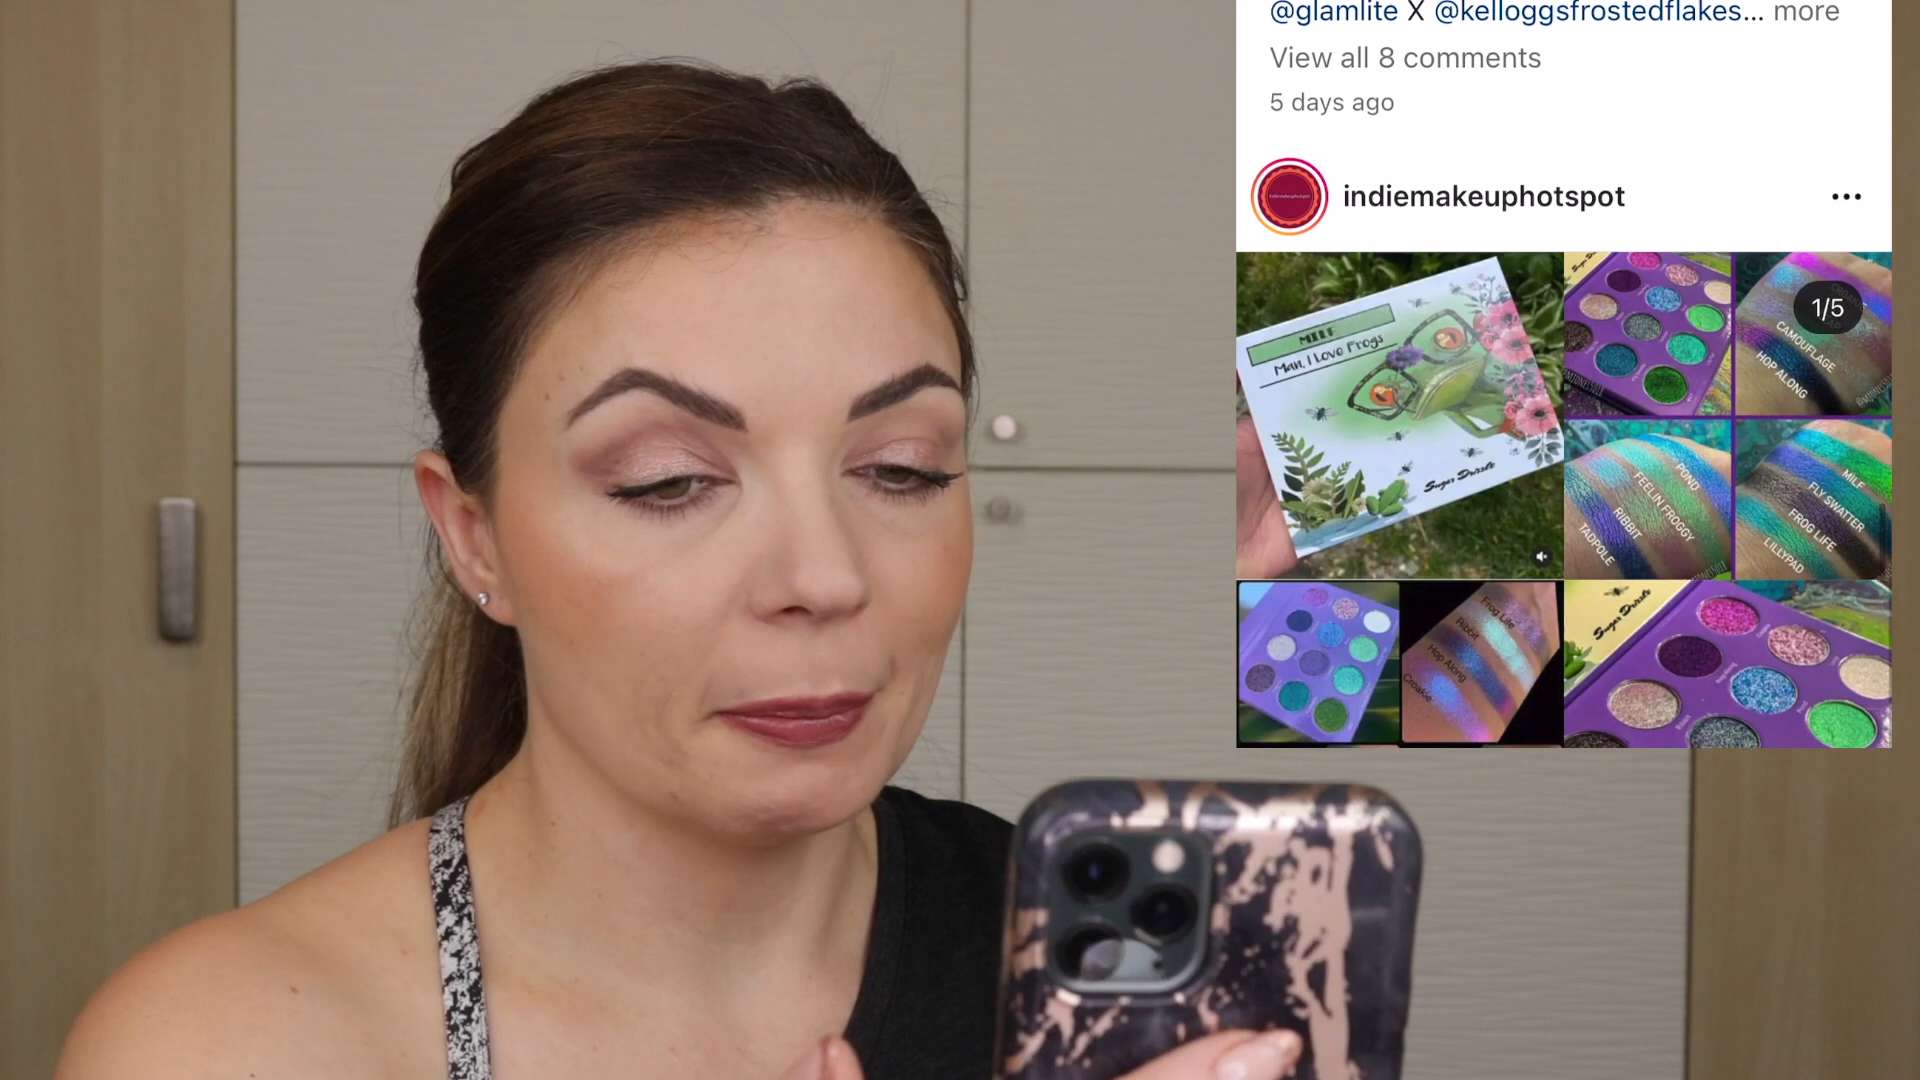 @glamlite X @kelloggsfrostedflakes... more
View all 8 comments
5 days ago
indiemakeuphotspot
1/5
MILF
Man, I Love Frogs
Sugar Drizzle
CAMOUFLAGE
HOP ALONG
POND
FEELIN FROGGY
RIBBIT
TADPOLE
MILF
FLY SWATTER
FROG LIFE
LILLYPAD
Frog Life
Ribbit
Hop Along
Croakie
Sugar Drizzle